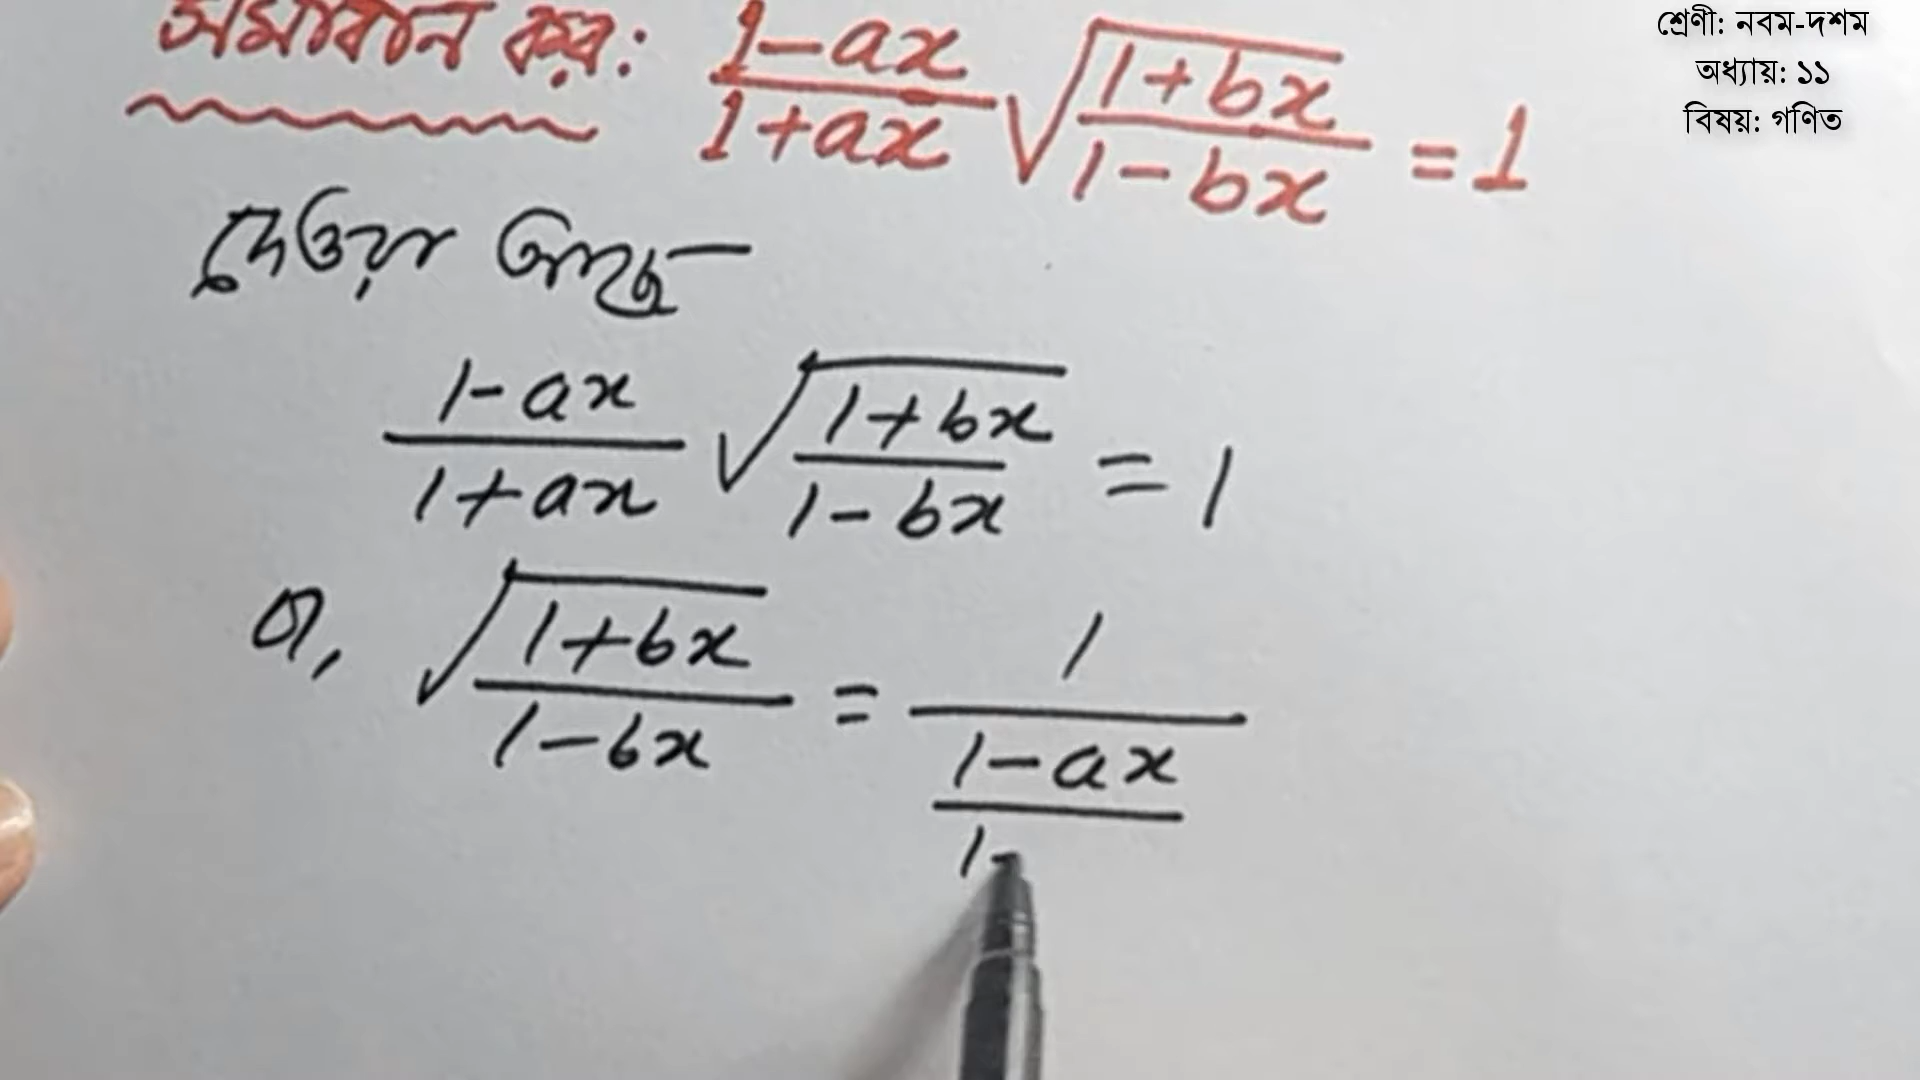 সমাধান কর: (1-ax)/(1+ax) √((1+bx)/(1-bx)) = 1
শ্রেণী: নবম-দশম
অধ্যায়: ১১
বিষয়: গণিত
দেওয়া আছে—
(1-ax)/(1+ax) √((1+bx)/(1-bx)) = 1
বা, √((1+bx)/(1-bx)) = 1/((1-ax)/(1-